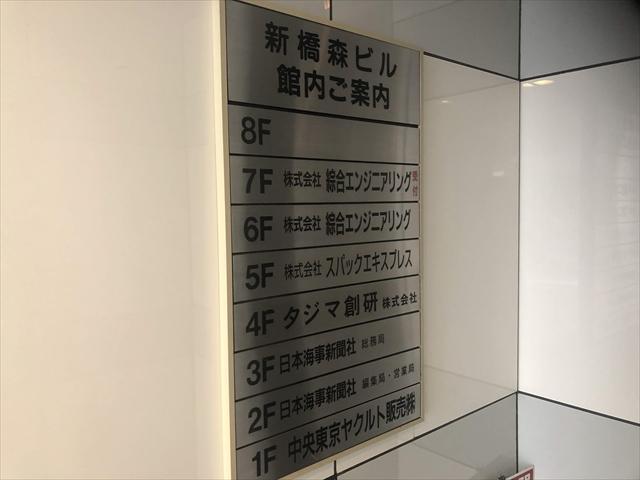 新橋森ビル
館内ご案内
8F
7F 株式会社 綜合エンジニアリング 受付
6F 株式会社 綜合エンジニアリング
5F 株式会社 スパックエキスプレス
4F タジマ創研 株式会社
3F 日本海事新聞社 総務局
2F 日本海事新聞社 編集局・営業局
1F 中央東京ヤクルト販売㈱